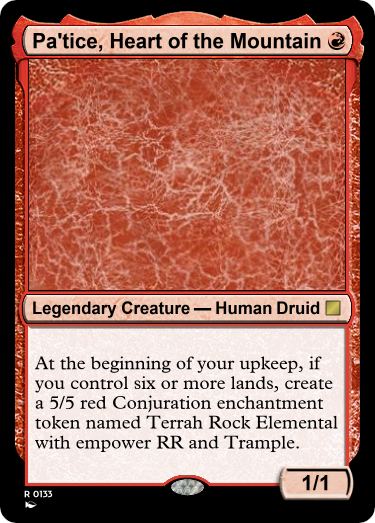 Pa'tice, Heart of the Mountain
Legendary Creature — Human Druid
At the beginning of your upkeep, if
you control six or more lands, create
a 5/5 red Conjuration enchantment
token named Terrah Rock Elemental
with empower RR and Trample.
1/1
R 0133